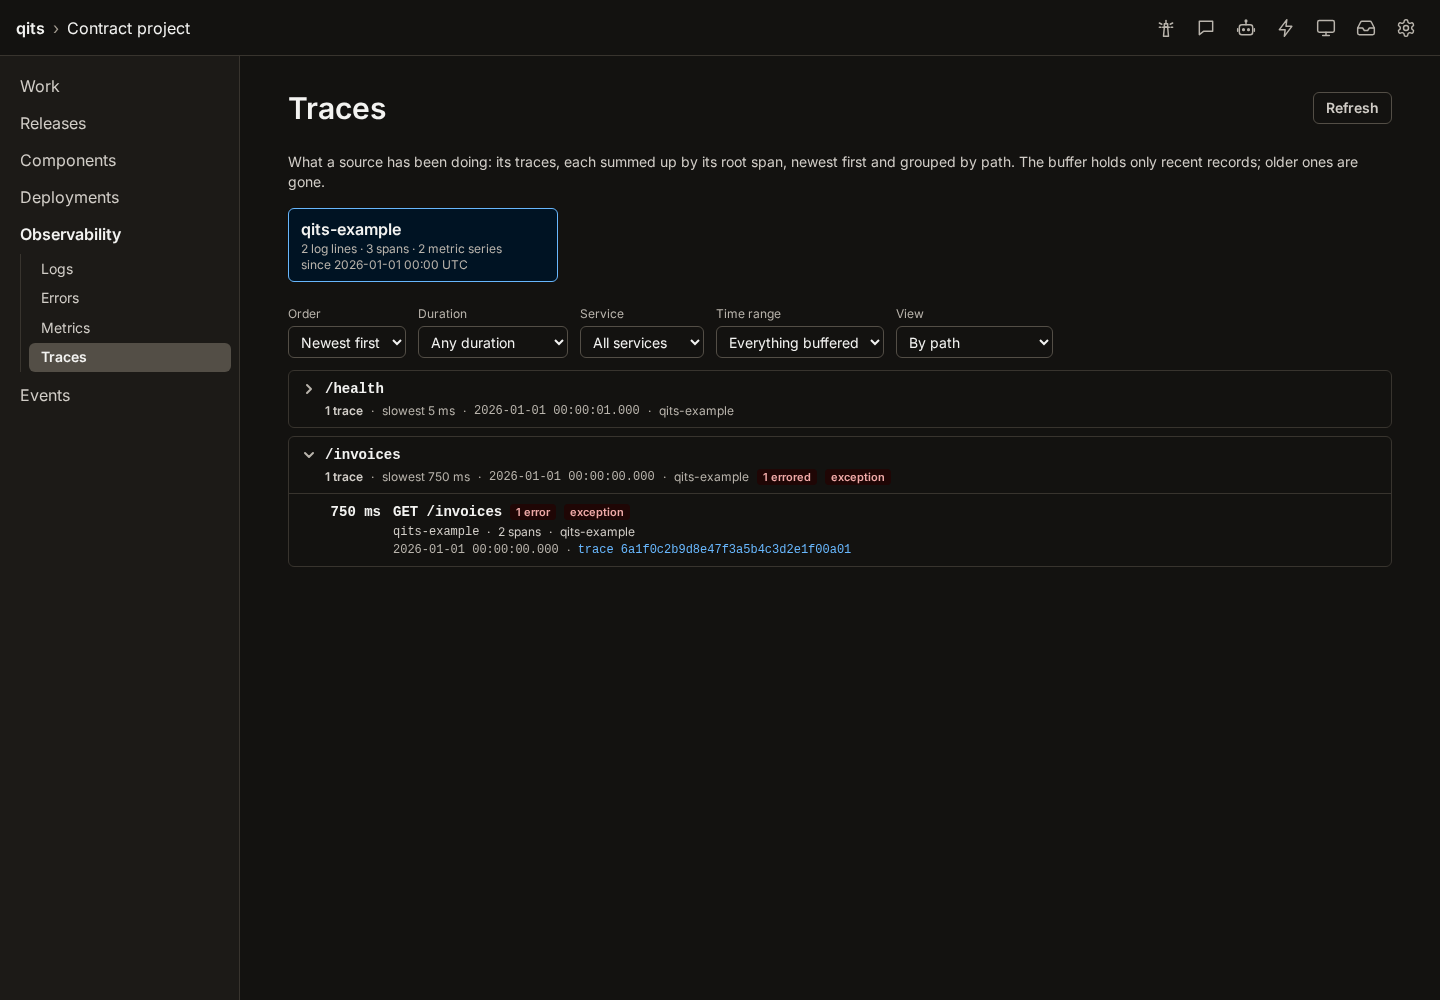 qits › Contract project
Work
Releases
Components
Deployments
Observability
Logs
Errors
Metrics
Traces
Events
Traces
Refresh
What a source has been doing: its traces, each summed up by its root span, newest first and grouped by path. The buffer holds only recent records; older ones are
gone.
qits-example
2 log lines · 3 spans · 2 metric series
since 2026-01-01 00:00 UTC
Order Duration Service Time range View
Newest first Any duration All services Everything buffered By path
/health
1 trace · slowest 5 ms · 2026-01-01 00:00:01.000 · qits-example
/invoices
1 trace · slowest 750 ms · 2026-01-01 00:00:00.000 · qits-example 1 errored exception
750 ms GET /invoices 1 error exception
qits-example · 2 spans · qits-example
2026-01-01 00:00:00.000 · trace 6a1f0c2b9d8e47f3a5b4c3d2e1f00a01